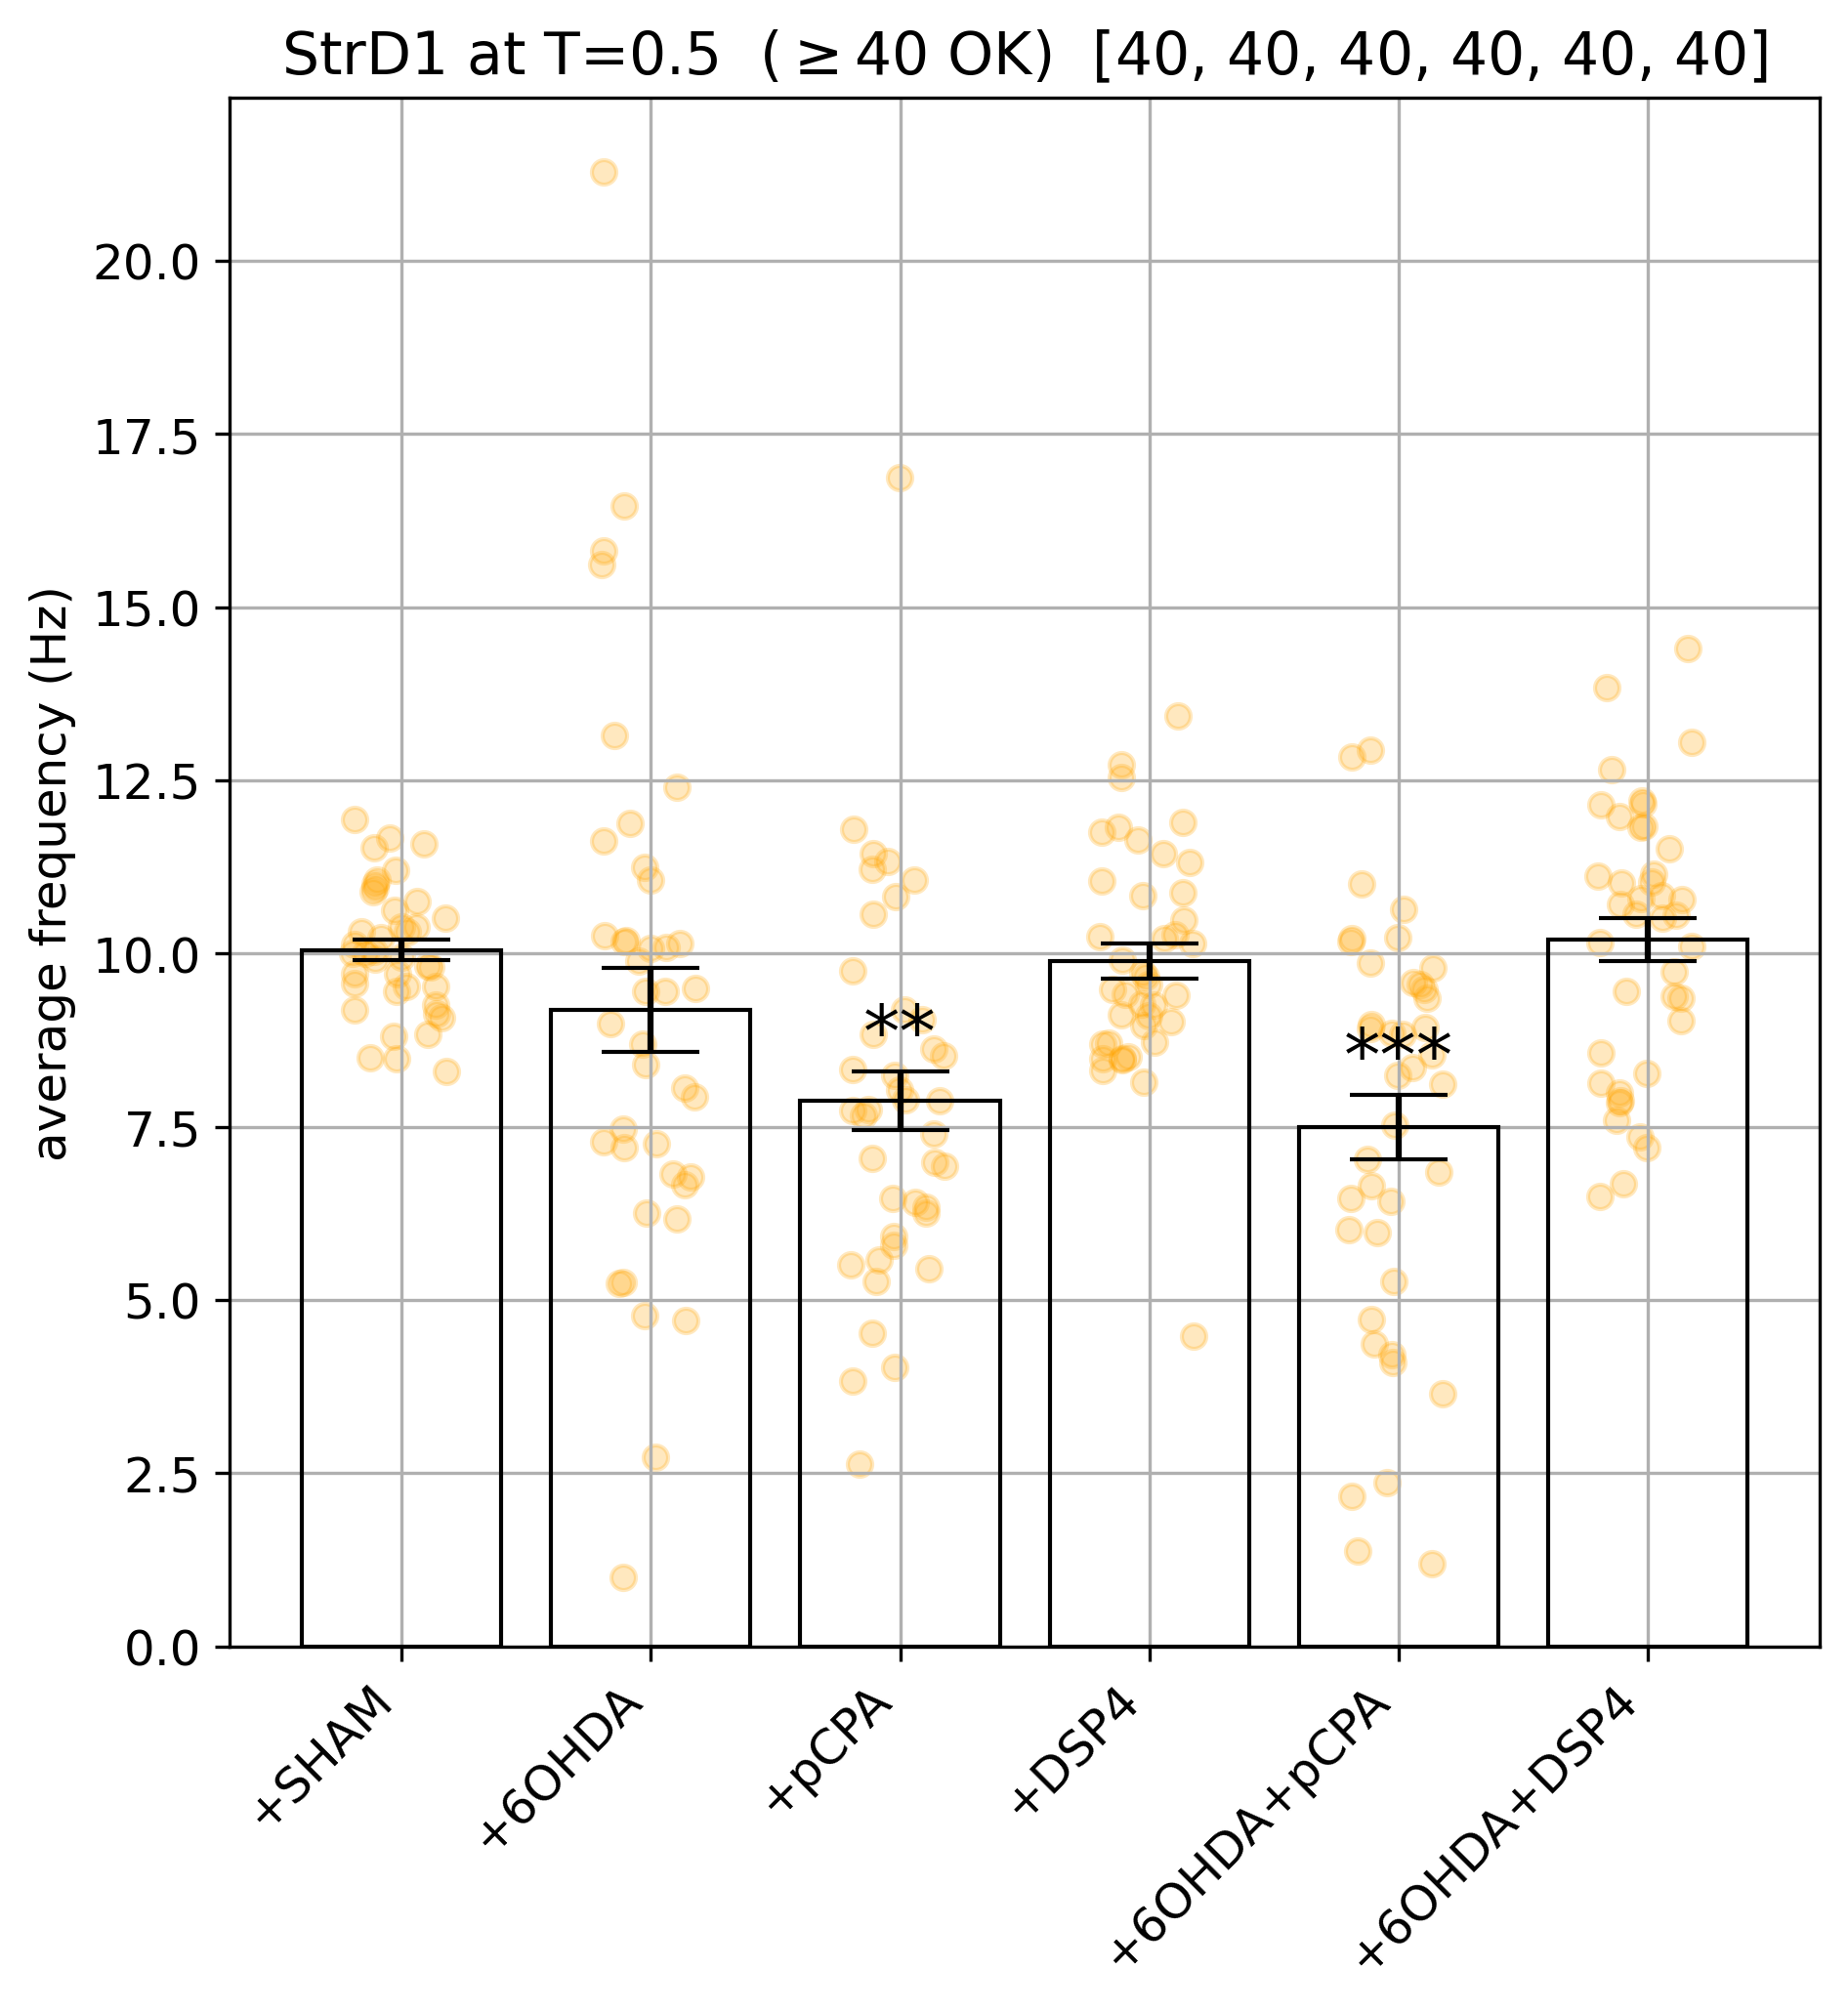 StrD1 at T=0.5 (≥40 OK) [40, 40, 40, 40, 40, 40]
average frequency (Hz)
20.0
17.5
15.0
12.5
10.0
7.5
5.0
2.5
0.0
**
***
+SHAM
+6OHDA
+pCPA
+DSP4
+6OHDA+pCPA
+6OHDA+DSP4